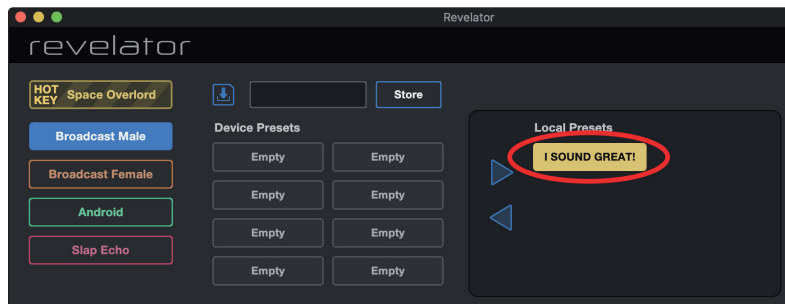 Revelator
revelator
HOT KEY Space Overlord
Store
Broadcast Male
Broadcast Female
Android
Slap Echo
Device Presets
Empty Empty
Empty Empty
Empty Empty
Empty Empty
Local Presets
I SOUND GREAT!